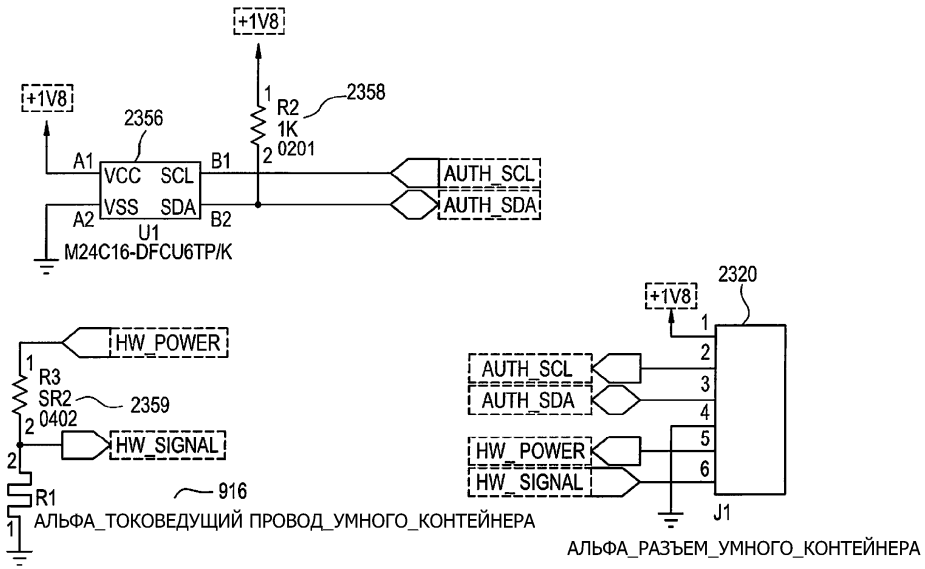 +1V8
+1V8
2356
1
R2
1K
0201
2
2358
A1
VCC
SCL
B1
AUTH_SCL
A2
VSS
SDA
B2
AUTH_SDA
U1
M24C16-DFCU6TP/K
HW_POWER
1
R3
SR2
0402
2
2359
HW_SIGNAL
2
R1
1
916
АЛЬФА_ТОКОВЕДУЩИЙ ПРОВОД_УМНОГО_КОНТЕЙНЕРА
2320
+1V8
1
2
AUTH_SCL
3
AUTH_SDA
4
5
HW_POWER
6
HW_SIGNAL
J1
АЛЬФА_РАЗЪЕМ_УМНОГО_КОНТЕЙНЕРА